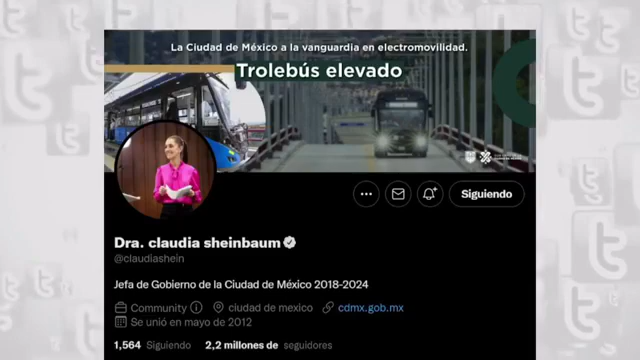 La Ciudad de México a la vanguardia en electromovilidad.
Trolebús elevado
Siguiendo
Dra. claudia sheinbaum
@claudiashein
Jefa de Gobierno de la Ciudad de México 2018-2024
Community ciudad de mexico cdmx.gob.mx
Se unió en mayo de 2012
1,564 Siguiendo 2,2 millones de seguidores